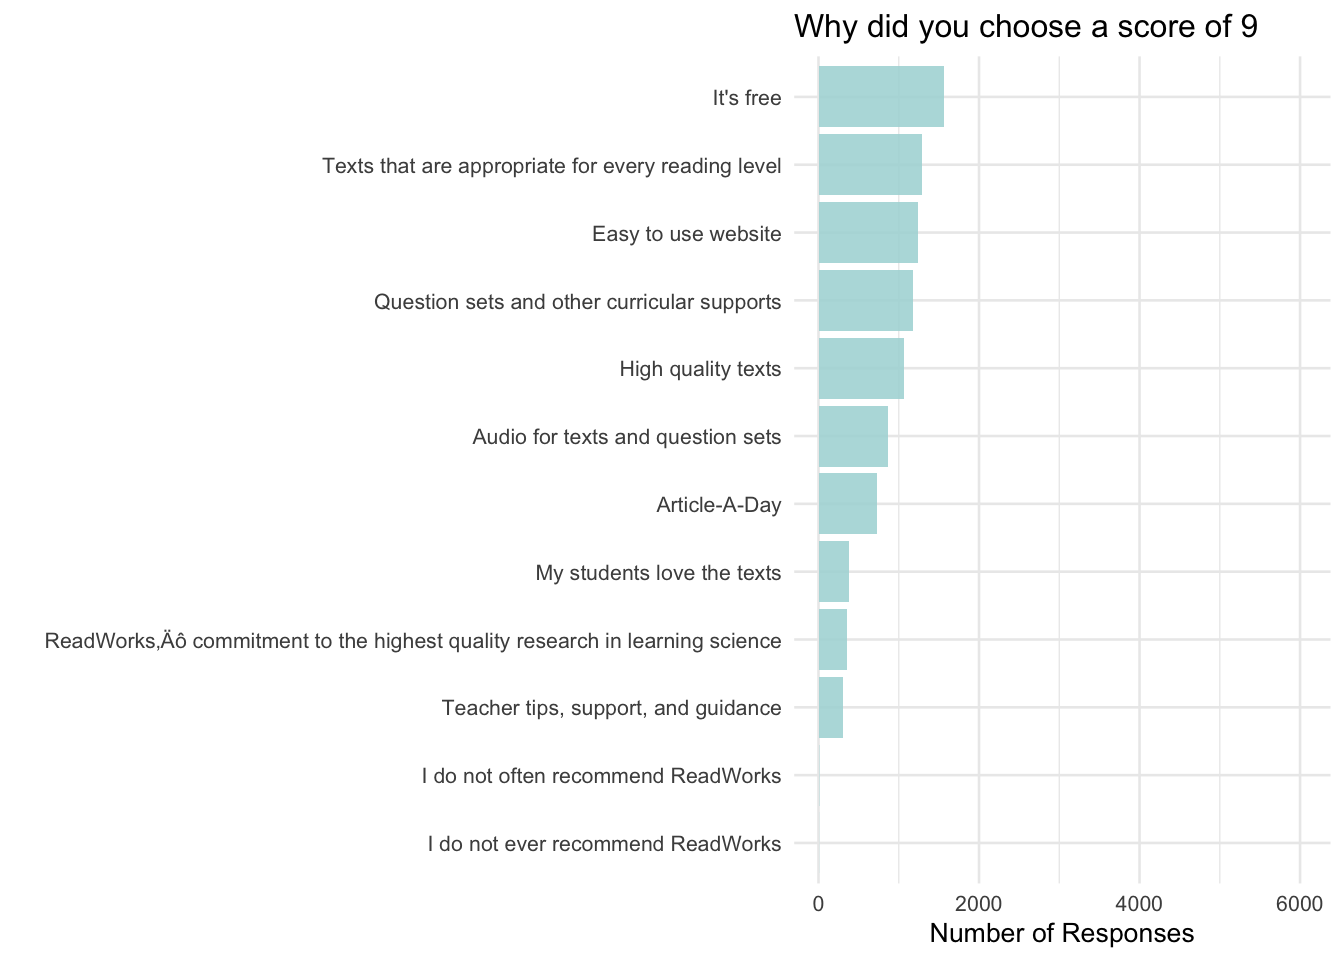 Why did you choose a score of 9
It's free
Texts that are appropriate for every reading level
Easy to use website
Question sets and other curricular supports
High quality texts
Audio for texts and question sets
Article-A-Day
My students love the texts
ReadWorks‚Äô commitment to the highest quality research in learning science
Teacher tips, support, and guidance
I do not often recommend ReadWorks
I do not ever recommend ReadWorks
0 2000 4000 6000
Number of Responses